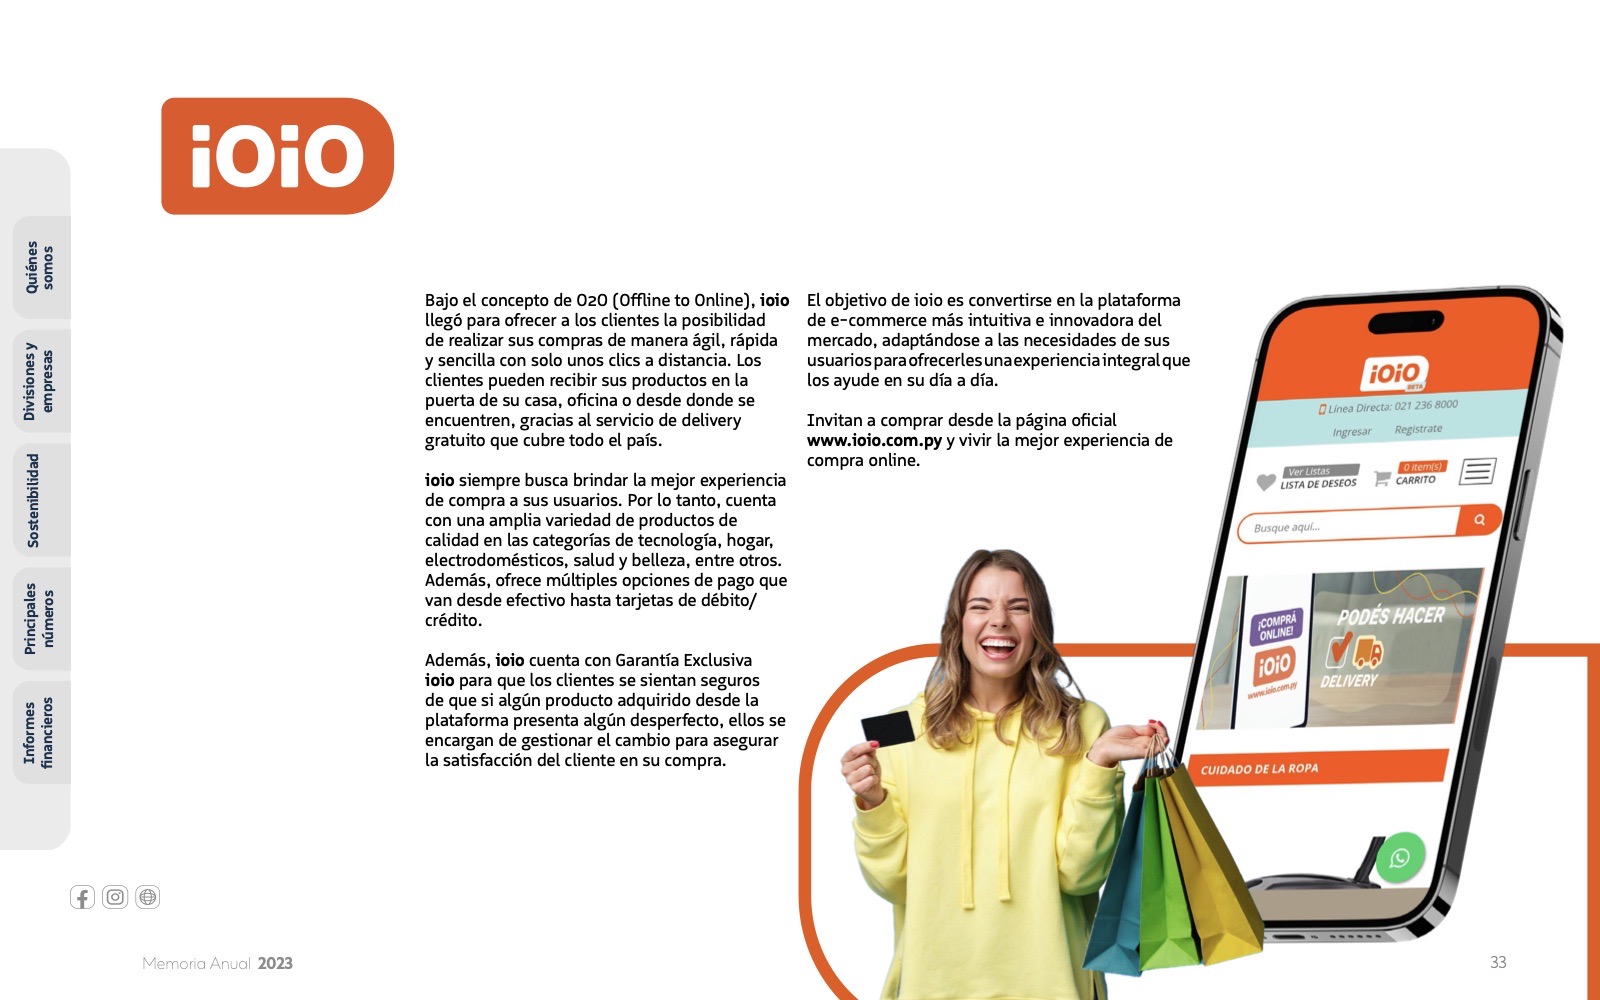 iOiO
Quiénes
somos
Divisiones y
empresas
Sostenibilidad
Principales
números
Informes
financieros
Bajo el concepto de O2O (Offline to Online), ioio
llegó para ofrecer a los clientes la posibilidad
de realizar sus compras de manera ágil, rápida
y sencilla con solo unos clics a distancia. Los
clientes pueden recibir sus productos en la
puerta de su casa, oficina o desde donde se
encuentren, gracias al servicio de delivery
gratuito que cubre todo el país.
ioio siempre busca brindar la mejor experiencia
de compra a sus usuarios. Por lo tanto, cuenta
con una amplia variedad de productos de
calidad en las categorías de tecnología, hogar,
electrodomésticos, salud y belleza, entre otros.
Además, ofrece múltiples opciones de pago que
van desde efectivo hasta tarjetas de débito/
crédito.
Además, ioio cuenta con Garantía Exclusiva
ioio para que los clientes se sientan seguros
de que si algún producto adquirido desde la
plataforma presenta algún desperfecto, ellos se
encargan de gestionar el cambio para asegurar
la satisfacción del cliente en su compra.
El objetivo de ioio es convertirse en la plataforma
de e-commerce más intuitiva e innovadora del
mercado, adaptándose a las necesidades de sus
usuarios para ofrecerles una experiencia integral que
los ayude en su día a día.
Invitan a comprar desde la página oficial
www.ioio.com.py y vivir la mejor experiencia de
compra online.
iOiO
BETA
Línea Directa: 021 236 8000
Ingresar Registrate
Ver Listas
LISTA DE DESEOS
0 item(s)
CARRITO
Busque aquí...
¡COMPRÁ
ONLINE!
iOiO
www.ioio.com.py
PODÉS HACER
DELIVERY
CUIDADO DE LA ROPA
Memoria Anual 2023
33